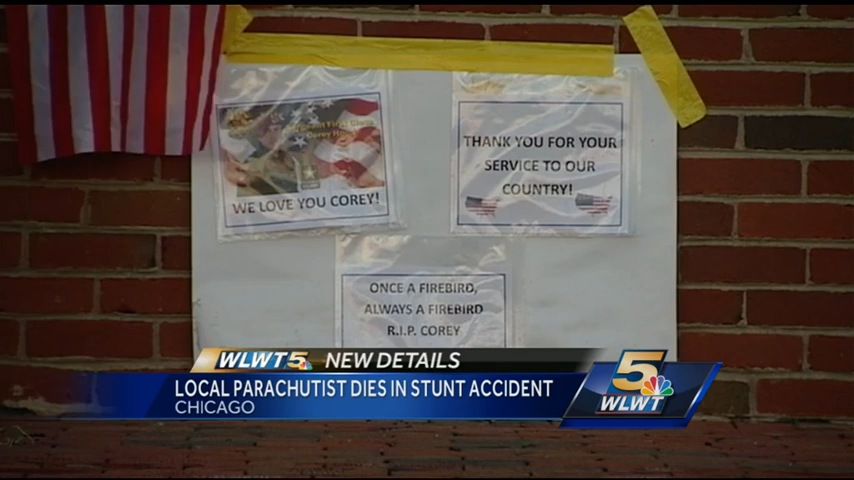 Corey
WE LOVE YOU COREY!
THANK YOU FOR YOUR
SERVICE TO OUR
COUNTRY!
ONCE A FIREBIRD,
ALWAYS A FIREBIRD
R.I.P. COREY
WLWT5 NEW DETAILS
LOCAL PARACHUTIST DIES IN STUNT ACCIDENT
CHICAGO
5
WLWT